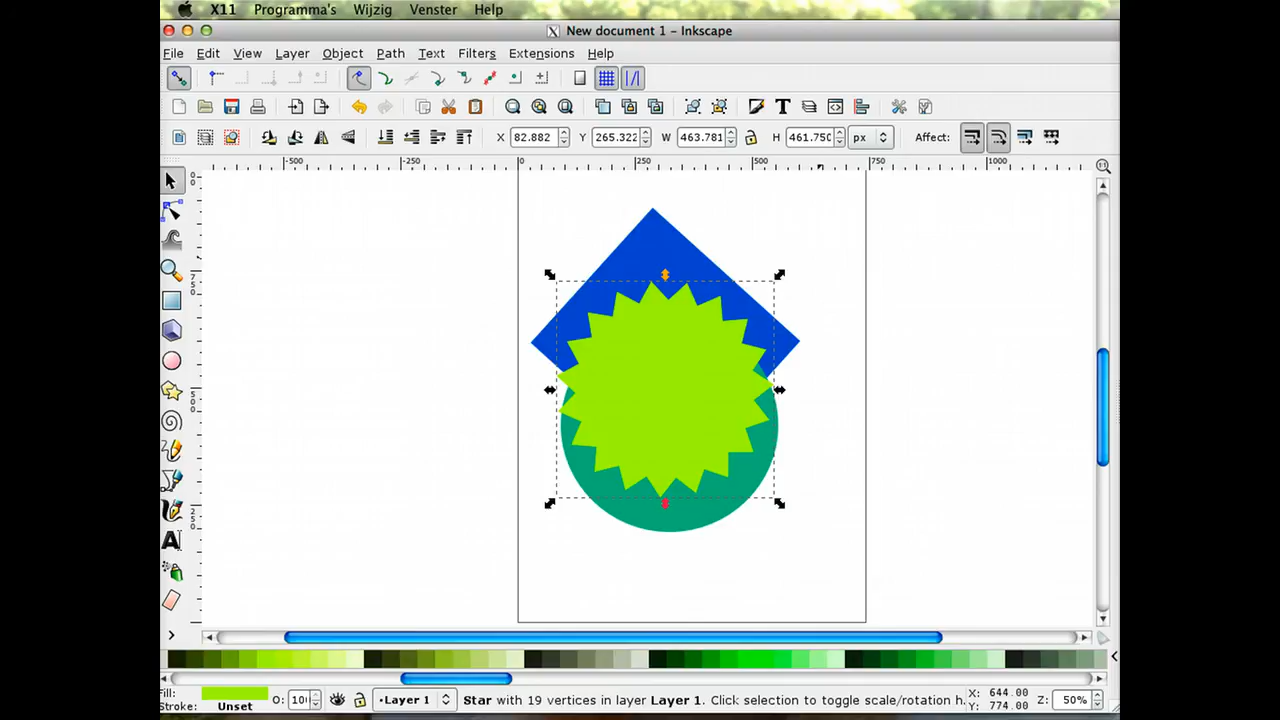 X11 Programma's Wijzig Venster Help
New document 1 - Inkscape
File Edit View Layer Object Path Text Filters Extensions Help
X 82.882 Y 265.322 W 463.781 H 461.750 px Affect:
-500 -250 0 250 500 750 1000
Fill:
Stroke: Unset O: 10 Layer 1 Star with 19 vertices in layer Layer 1. Click selection to toggle scale/rotation h X: 644.00 Y: 774.00 Z: 50%